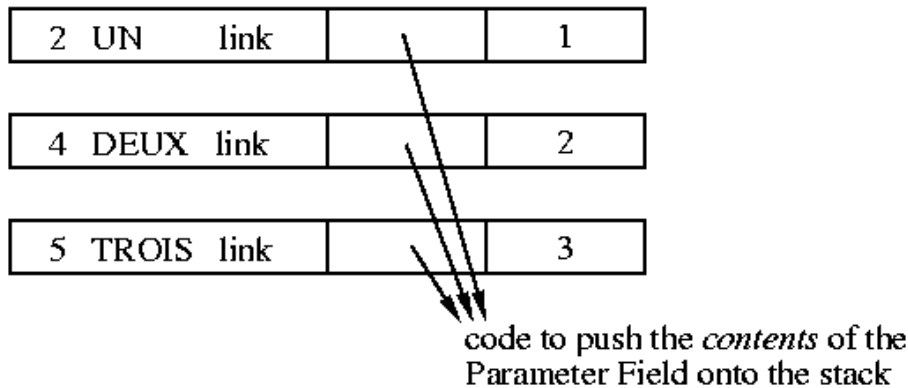 2 UN link 1
4 DEUX link 2
5 TROIS link 3
code to push the contents of the
Parameter Field onto the stack